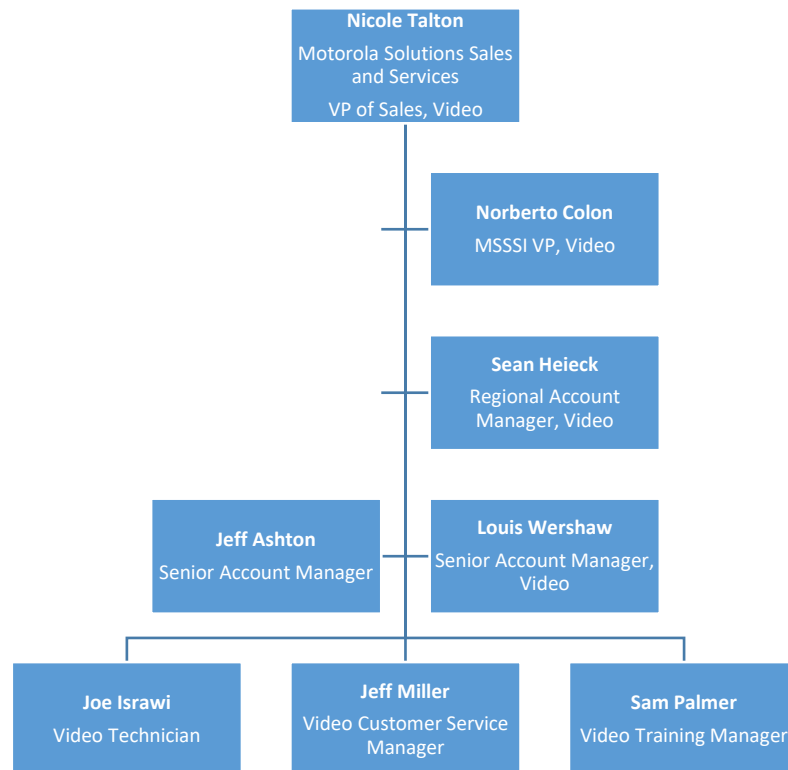 Nicole Talton
Motorola Solutions Sales
and Services
VP of Sales, Video
Norberto Colon
MSSSI VP, Video
Sean Heieck
Regional Account
Manager, Video
Jeff Ashton
Senior Account Manager
Louis Wershaw
Senior Account Manager,
Video
Joe Israwi
Video Technician
Jeff Miller
Video Customer Service
Manager
Sam Palmer
Video Training Manager